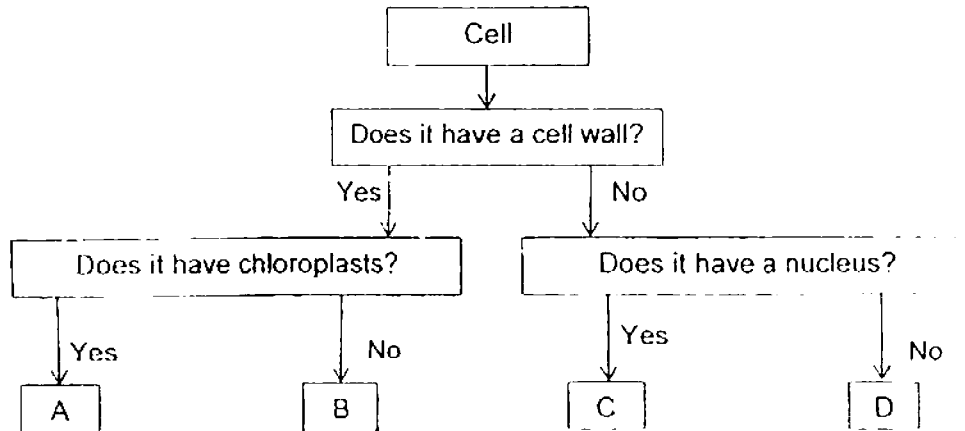 Cell
Does it have a cell wall?
Yes
No
Does it have chloroplasts?
Does it have a nucleus?
Yes
No
Yes
No
A
B
C
D